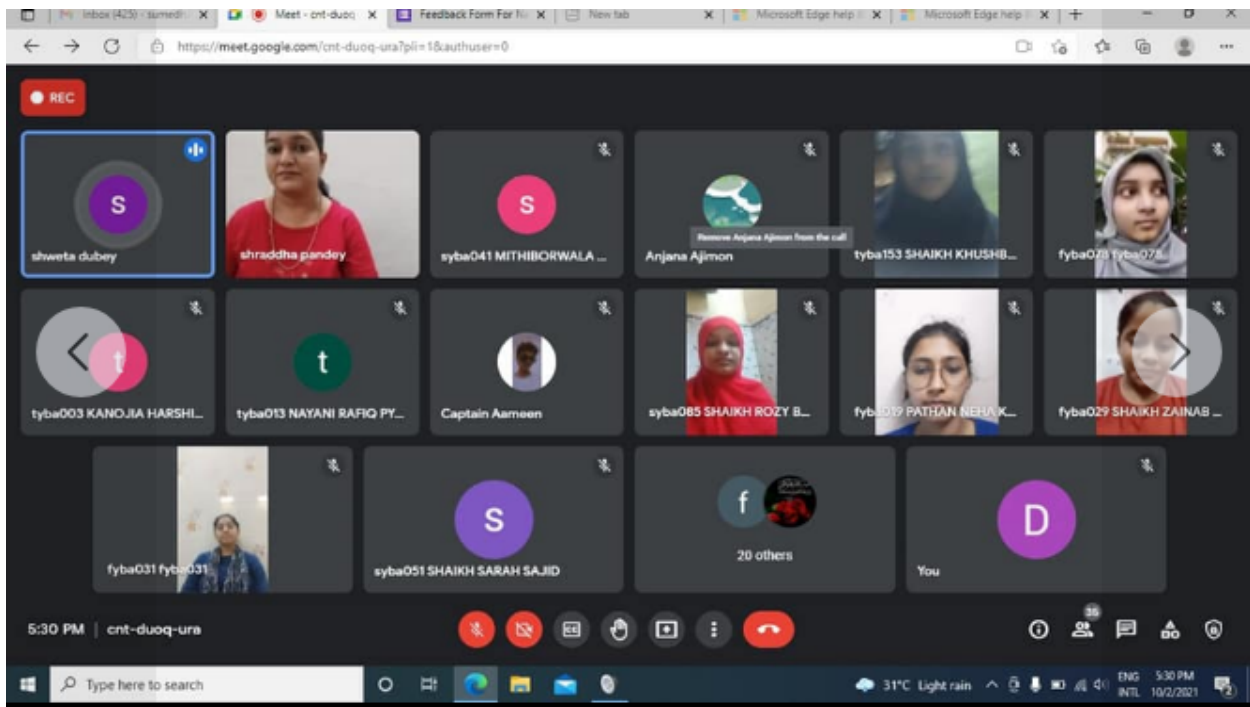 Inbox (425) - sumedh
Meet - cnt-duoq
Feedback Form For
New tab
Microsoft Edge help
Microsoft Edge help
https://meet.google.com/cnt-duoq-ura?pli=1&authuser=0
REC
S
shweta dubey
shraddha pandey
S
syba041 MITHIBORWALA ...
Remove Anjana Ajimon from the call
Anjana Ajimon
tyba153 SHAIKH KHUSHB...
fyba078 fyba078
t
tyba003 KANOJIA HARSHI...
t
tyba013 NAYANI RAFIQ PY...
Captain Aameen
syba085 SHAIKH ROZY B...
fyba019 PATHAN NEHA K...
fyba029 SHAIKH ZAINAB ...
fyba031 fyba031
S
syba051 SHAIKH SARAH SAJID
f
20 others
D
You
5:30 PM | cnt-duoq-ura
CC
35
Type here to search
31°C Light rain
ENG
INTL
5:30 PM
10/2/2021
2